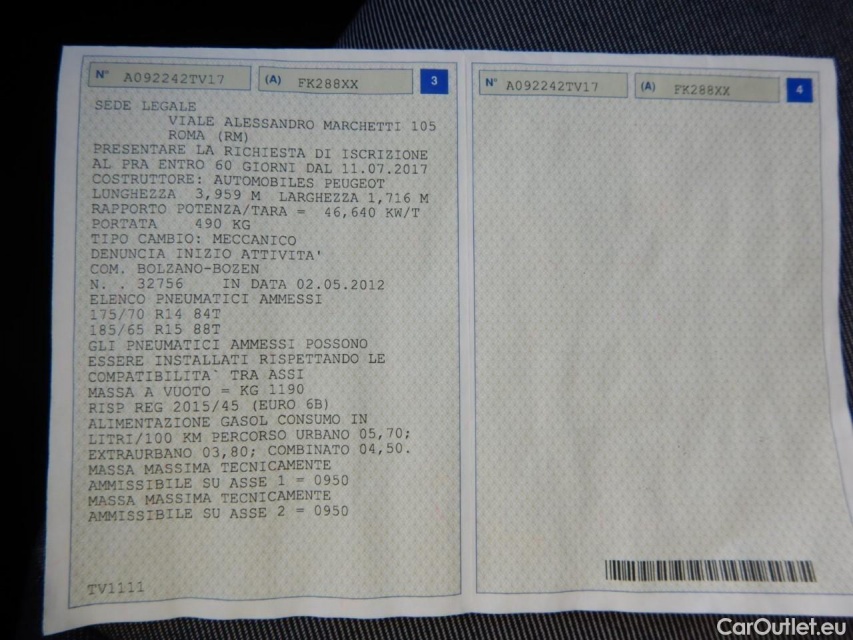 N° A092242TV17 (A) FK288XX 3
SEDE LEGALE
VIALE ALESSANDRO MARCHETTI 105
ROMA (RM)
PRESENTARE LA RICHIESTA DI ISCRIZIONE
AL PRA ENTRO 60 GIORNI DAL 11.07.2017
COSTRUTTORE: AUTOMOBILES PEUGEOT
LUNGHEZZA 3,959 M LARGHEZZA 1,716 M
RAPPORTO POTENZA/TARA = 46,640 KW/T
PORTATA 490 KG
TIPO CAMBIO: MECCANICO
DENUNCIA INIZIO ATTIVITA'
COM. BOLZANO-BOZEN
N. . 32756 IN DATA 02.05.2012
ELENCO PNEUMATICI AMMESSI
175/70 R14 84T
185/65 R15 88T
GLI PNEUMATICI AMMESSI POSSONO
ESSERE INSTALLATI RISPETTANDO LE
COMPATIBILITA` TRA ASSI
MASSA A VUOTO = KG 1190
RISP REG 2015/45 (EURO 6B)
ALIMENTAZIONE GASOL CONSUMO IN
LITRI/100 KM PERCORSO URBANO 05,70;
EXTRAURBANO 03,80; COMBINATO 04,50.
MASSA MASSIMA TECNICAMENTE
AMMISSIBILE SU ASSE 1 = 0950
MASSA MASSIMA TECNICAMENTE
AMMISSIBILE SU ASSE 2 = 0950
TV1111
N° A092242TV17 (A) FK288XX 4
CarOutlet.eu